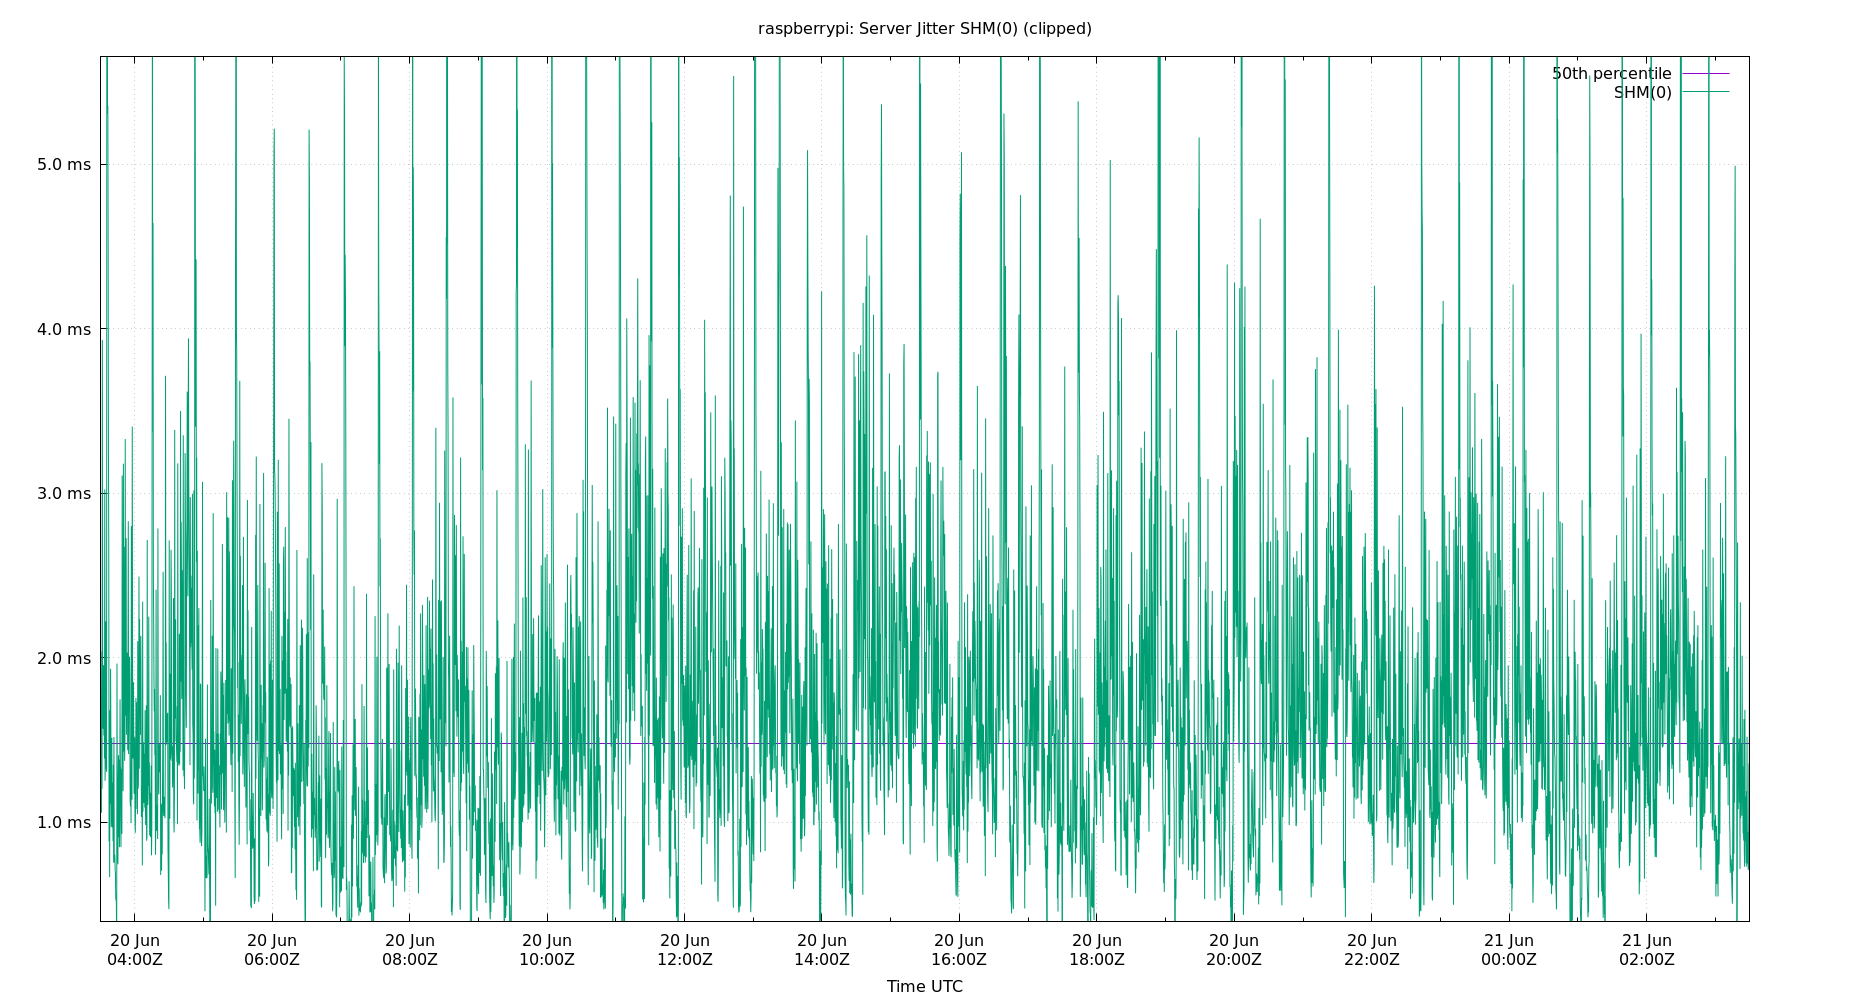 raspberrypi: Server Jitter SHM(0) (clipped)
50th percentile
SHM(0)
5.0 ms
4.0 ms
3.0 ms
2.0 ms
1.0 ms
20 Jun 20 Jun 20 Jun 20 Jun 20 Jun 20 Jun 20 Jun 20 Jun 20 Jun 20 Jun 21 Jun 21 Jun
04:00Z 06:00Z 08:00Z 10:00Z 12:00Z 14:00Z 16:00Z 18:00Z 20:00Z 22:00Z 00:00Z 02:00Z
Time UTC